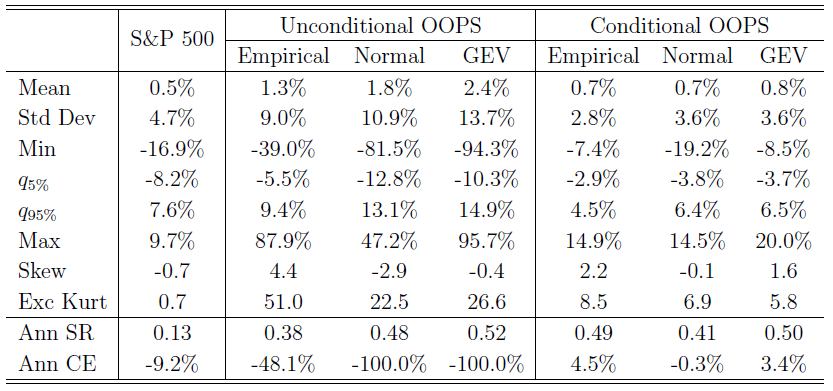 S&P 500 Unconditional OOPS Conditional OOPS
Empirical Normal GEV Empirical Normal GEV
Mean 0.5% 1.3% 1.8% 2.4% 0.7% 0.7% 0.8%
Std Dev 4.7% 9.0% 10.9% 13.7% 2.8% 3.6% 3.6%
Min -16.9% -39.0% -81.5% -94.3% -7.4% -19.2% -8.5%
q5% -8.2% -5.5% -12.8% -10.3% -2.9% -3.8% -3.7%
q95% 7.6% 9.4% 13.1% 14.9% 4.5% 6.4% 6.5%
Max 9.7% 87.9% 47.2% 95.7% 14.9% 14.5% 20.0%
Skew -0.7 4.4 -2.9 -0.4 2.2 -0.1 1.6
Exc Kurt 0.7 51.0 22.5 26.6 8.5 6.9 5.8
Ann SR 0.13 0.38 0.48 0.52 0.49 0.41 0.50
Ann CE -9.2% -48.1% -100.0% -100.0% 4.5% -0.3% 3.4%